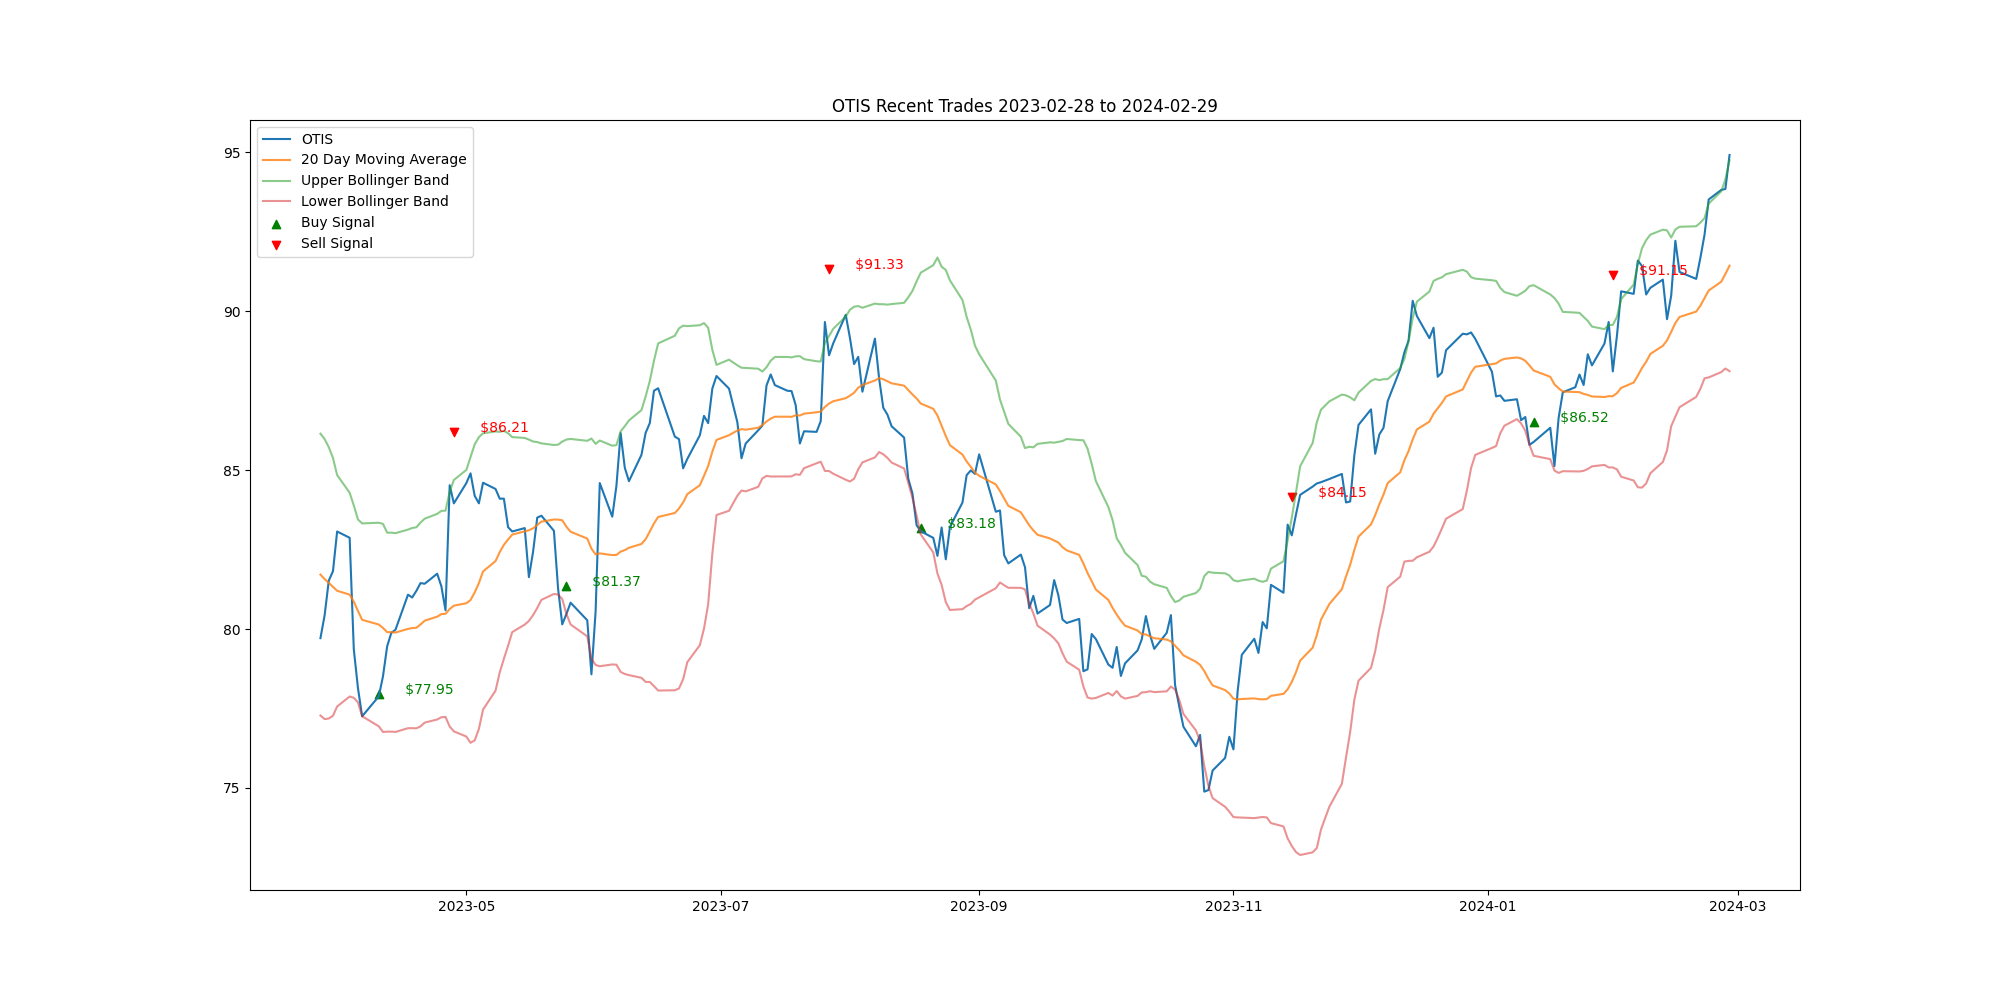 OTIS Recent Trades 2023-02-28 to 2024-02-29
OTIS
20 Day Moving Average
Upper Bollinger Band
Lower Bollinger Band
Buy Signal
Sell Signal
95
90
85
80
75
$86.21
$91.33
$91.15
$86.52
$84.15
$83.18
$81.37
$77.95
2023-05
2023-07
2023-09
2023-11
2024-01
2024-03